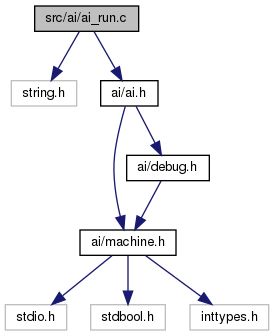 src/ai/ai_run.c
string.h
ai/ai.h
ai/debug.h
ai/machine.h
stdio.h
stdbool.h
inttypes.h